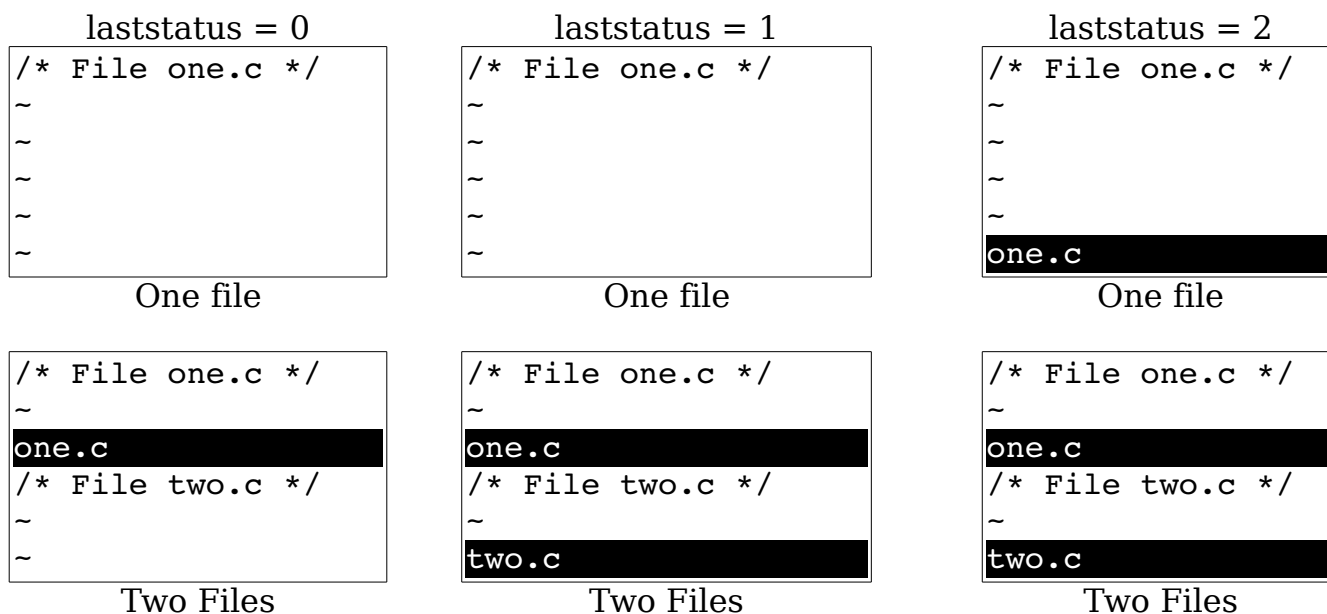 laststatus = 0
/* File one.c */
~
~
~
~
~
One file
laststatus = 1
/* File one.c */
~
~
~
~
~
One file
laststatus = 2
/* File one.c */
~
~
~
~
one.c
One file
/* File one.c */
~
one.c
/* File two.c */
~
~
Two Files
/* File one.c */
~
one.c
/* File two.c */
~
two.c
Two Files
/* File one.c */
~
one.c
/* File two.c */
~
two.c
Two Files